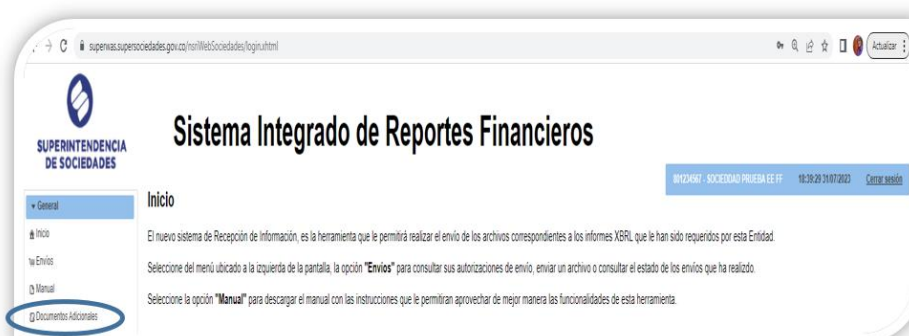 superwas.supersociedades.gov.co/nsriWebSociedades/login.xhtml
Actualizar
SUPERINTENDENCIA
DE SOCIEDADES
Sistema Integrado de Reportes Financieros
801234567 - SOCIEDDAD PRUEBA EE FF 18:39:29 31/07/2023 Cerrar sesión
General
Inicio
Inicio
El nuevo sistema de Recepción de Información, es la herramienta que le permitirá realizar el envío de los archivos correspondientes a los informes XBRL que le han sido requeridos por esta Entidad.
Envíos
Seleccione del menú ubicado a la izquierda de la pantalla, la opción "Envíos" para consultar sus autorizaciones de envío, enviar un archivo o consultar el estado de los envíos que ha realizdo.
Manual
Seleccione la opción "Manual" para descargar el manual con las instrucciones que le permitiran aprovechar de mejor manera las funcionalidades de esta herramienta.
Documentos Adicionales